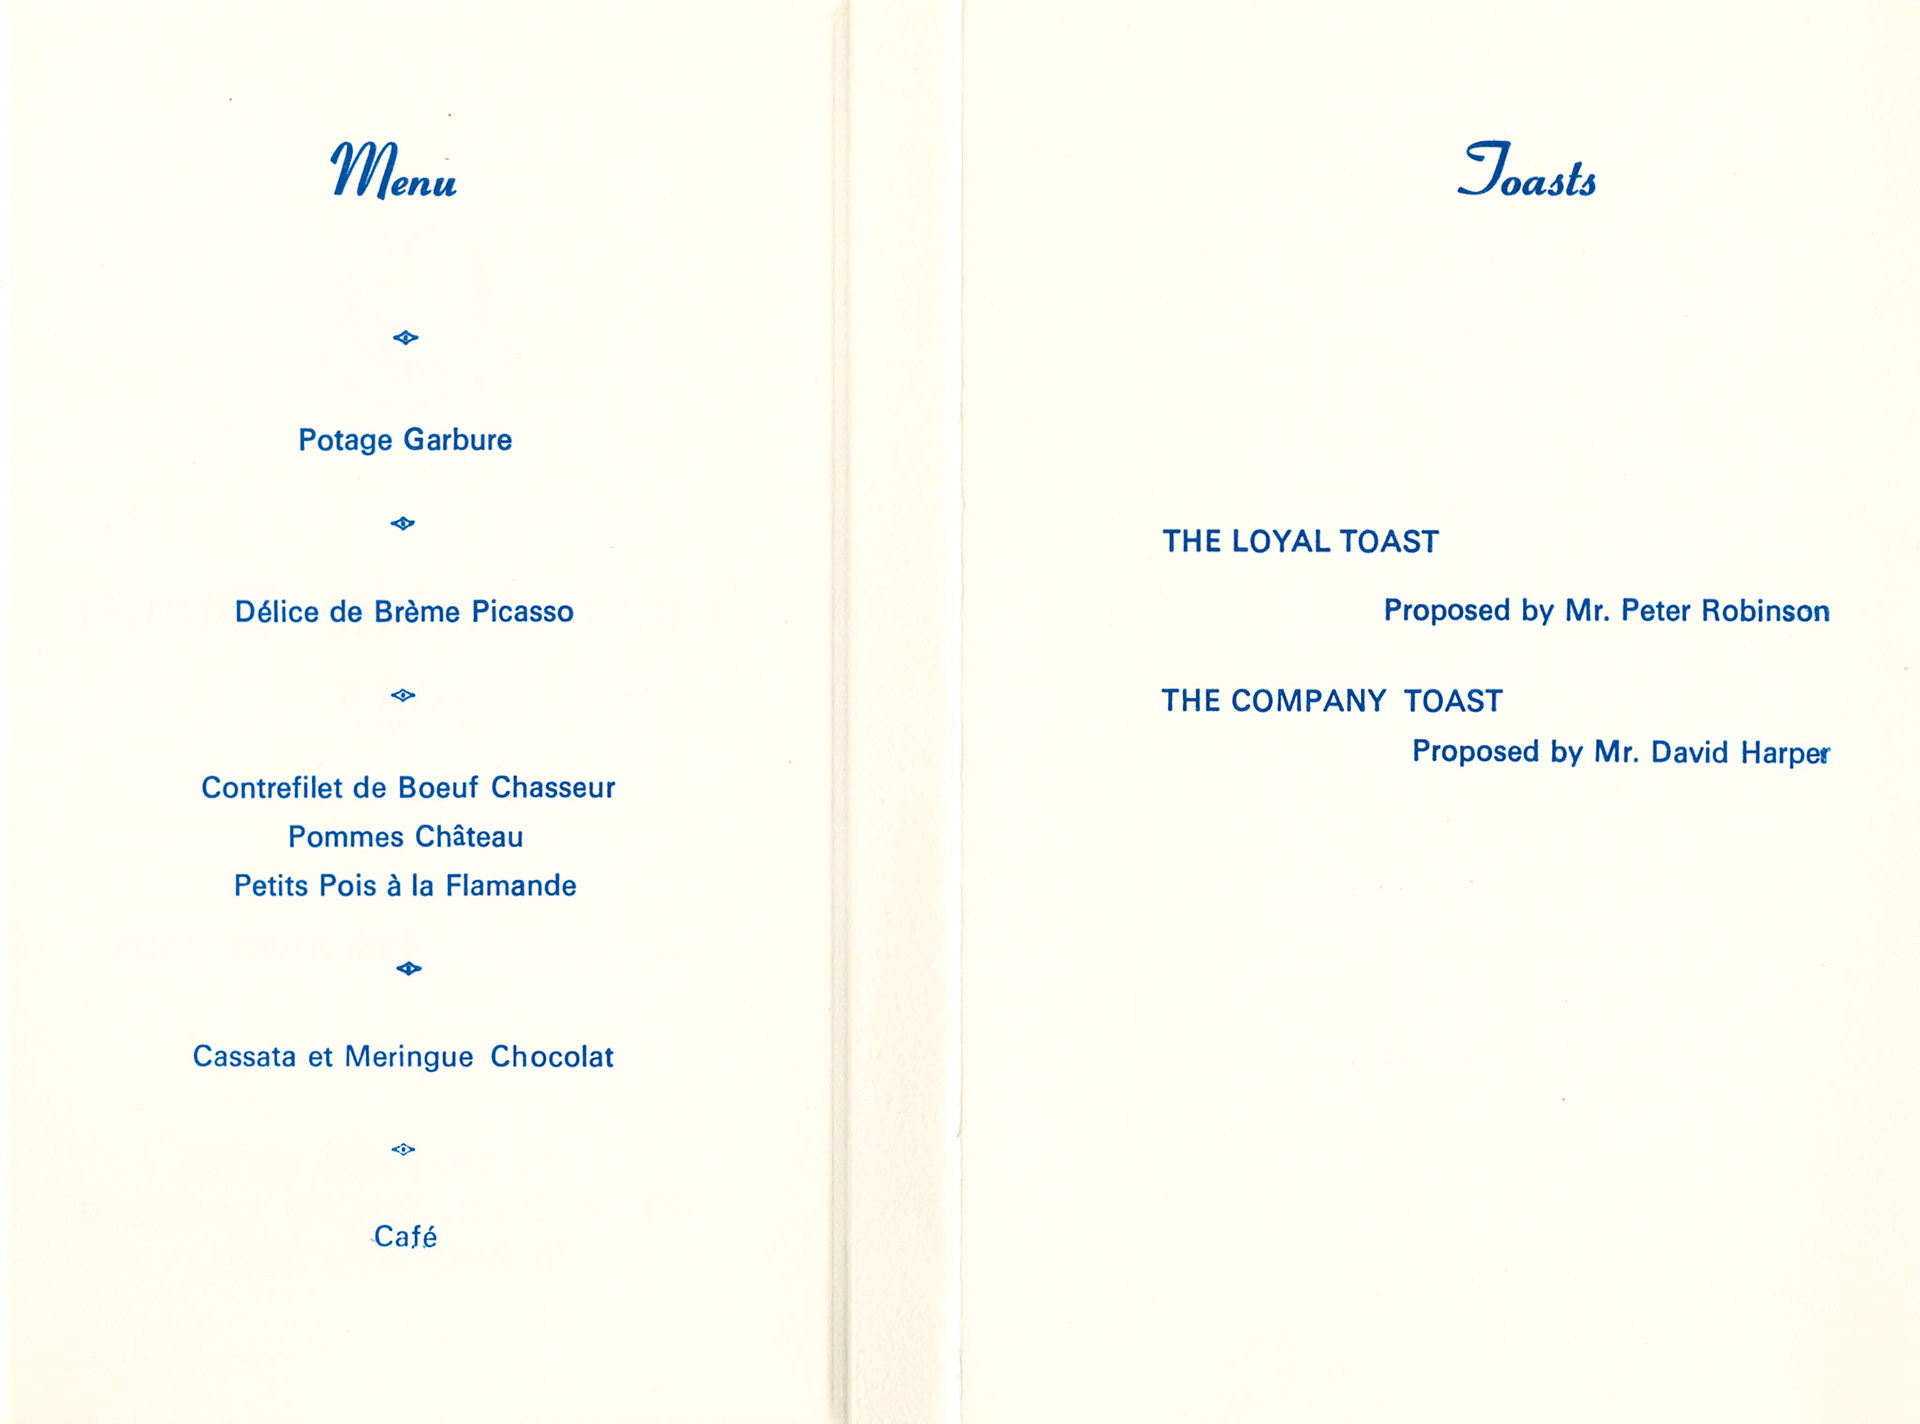 Menu
Potage Garbure
Délice de Brème Picasso
Contrefilet de Boeuf Chasseur
Pommes Château
Petits Pois à la Flamande
Cassata et Meringue Chocolat
Café
Toasts
THE LOYAL TOAST
Proposed by Mr. Peter Robinson
THE COMPANY TOAST
Proposed by Mr. David Harper